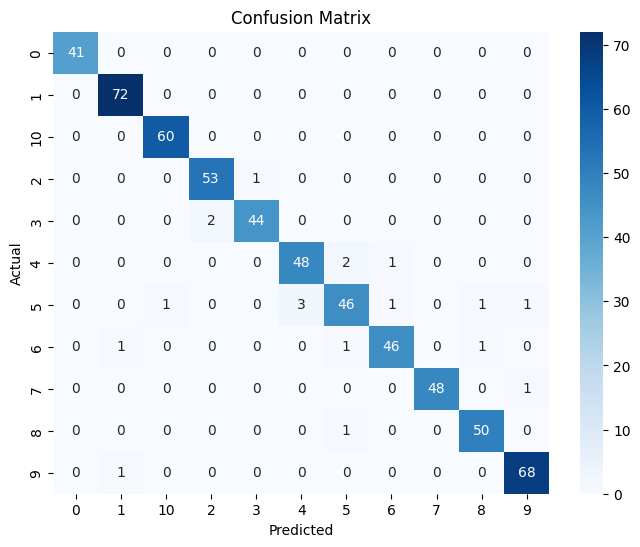 Confusion Matrix
Actual
0 41 0 0 0 0 0 0 0 0 0 0
1 0 72 0 0 0 0 0 0 0 0 0
10 0 0 60 0 0 0 0 0 0 0 0
2 0 0 0 53 1 0 0 0 0 0 0
3 0 0 0 2 44 0 0 0 0 0 0
4 0 0 0 0 0 48 2 1 0 0 0
5 0 0 1 0 0 3 46 1 0 1 1
6 0 1 0 0 0 0 1 46 0 1 0
7 0 0 0 0 0 0 0 0 48 0 1
8 0 0 0 0 0 0 1 0 0 50 0
9 0 1 0 0 0 0 0 0 0 0 68
0 1 10 2 3 4 5 6 7 8 9
Predicted
70
60
50
40
30
20
10
0